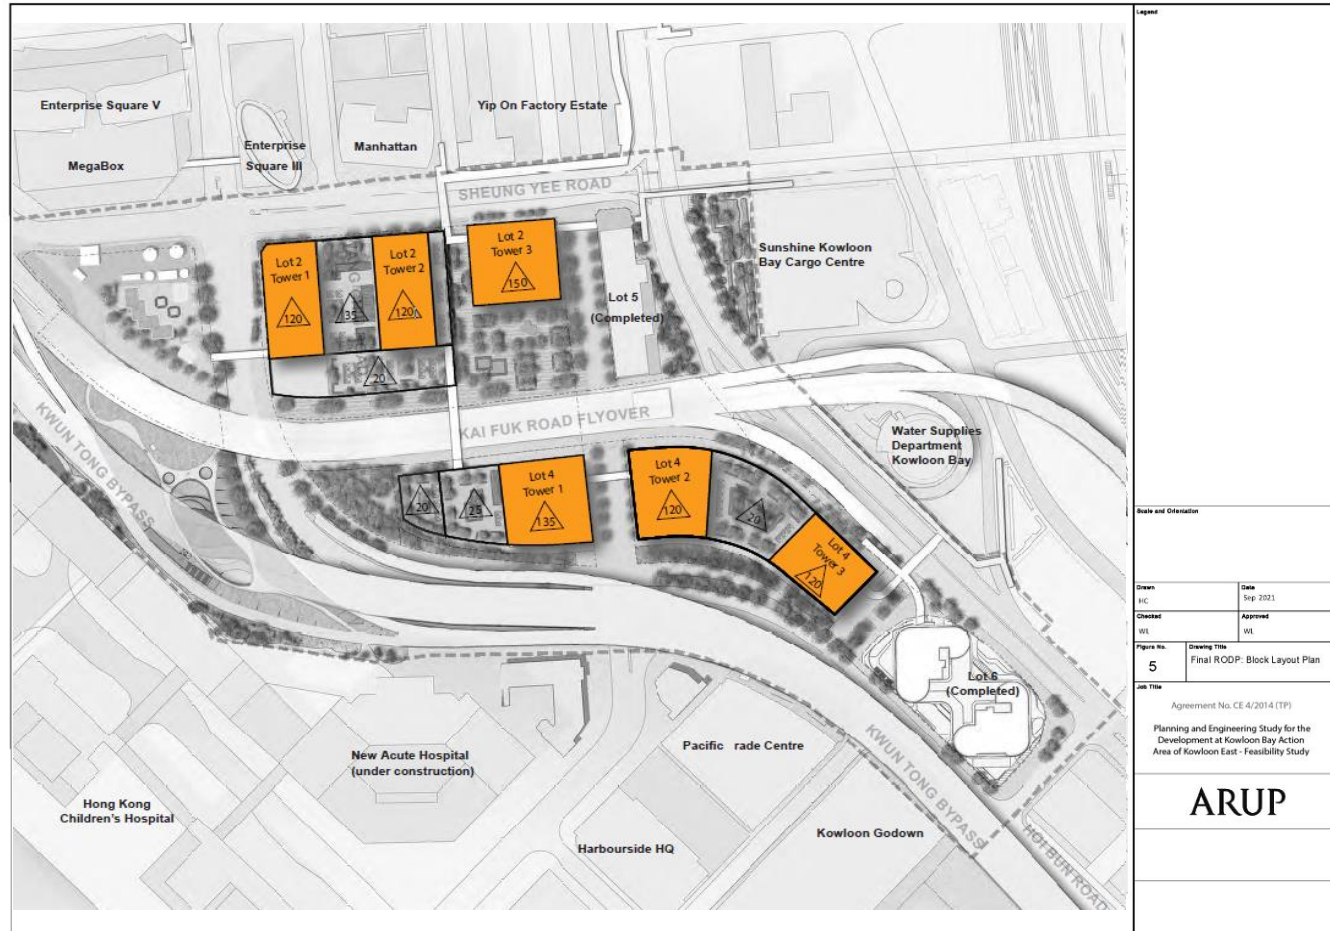 Enterprise Square V
MegaBox
Enterprise
Square III
Manhattan
Yip On Factory Estate
SHEUNG YEE ROAD
Lot 2
Tower 1
120
35
Lot 2
Tower 2
120
20
Lot 2
Tower 3
150
Lot 5
(Completed)
Sunshine Kowloon
Bay Cargo Centre
KWUN TONG BYPASS
KAI FUK ROAD FLYOVER
Water Supplies
Department
Kowloon Bay
20
25
Lot 4
Tower 1
135
Lot 4
Tower 2
120
20
Lot 4
Tower 3
120
Lot 6
(Completed)
New Acute Hospital
(under construction)
Pacific rade Centre
KWUN TONG BYPASS
Hong Kong
Children's Hospital
Harbourside HQ
Kowloon Godown
HOI BUN ROAD
Legend
Scale and Orientation
Drawn
HC
Date
Sep 2021
Checked
WL
Approved
WL
Figure No.
5
Drawing Title
Final RODP: Block Layout Plan
Job Title
Agreement No. CE 4/2014 (TP)
Planning and Engineering Study for the
Development at Kowloon Bay Action
Area of Kowloon East - Feasibility Study
ARUP